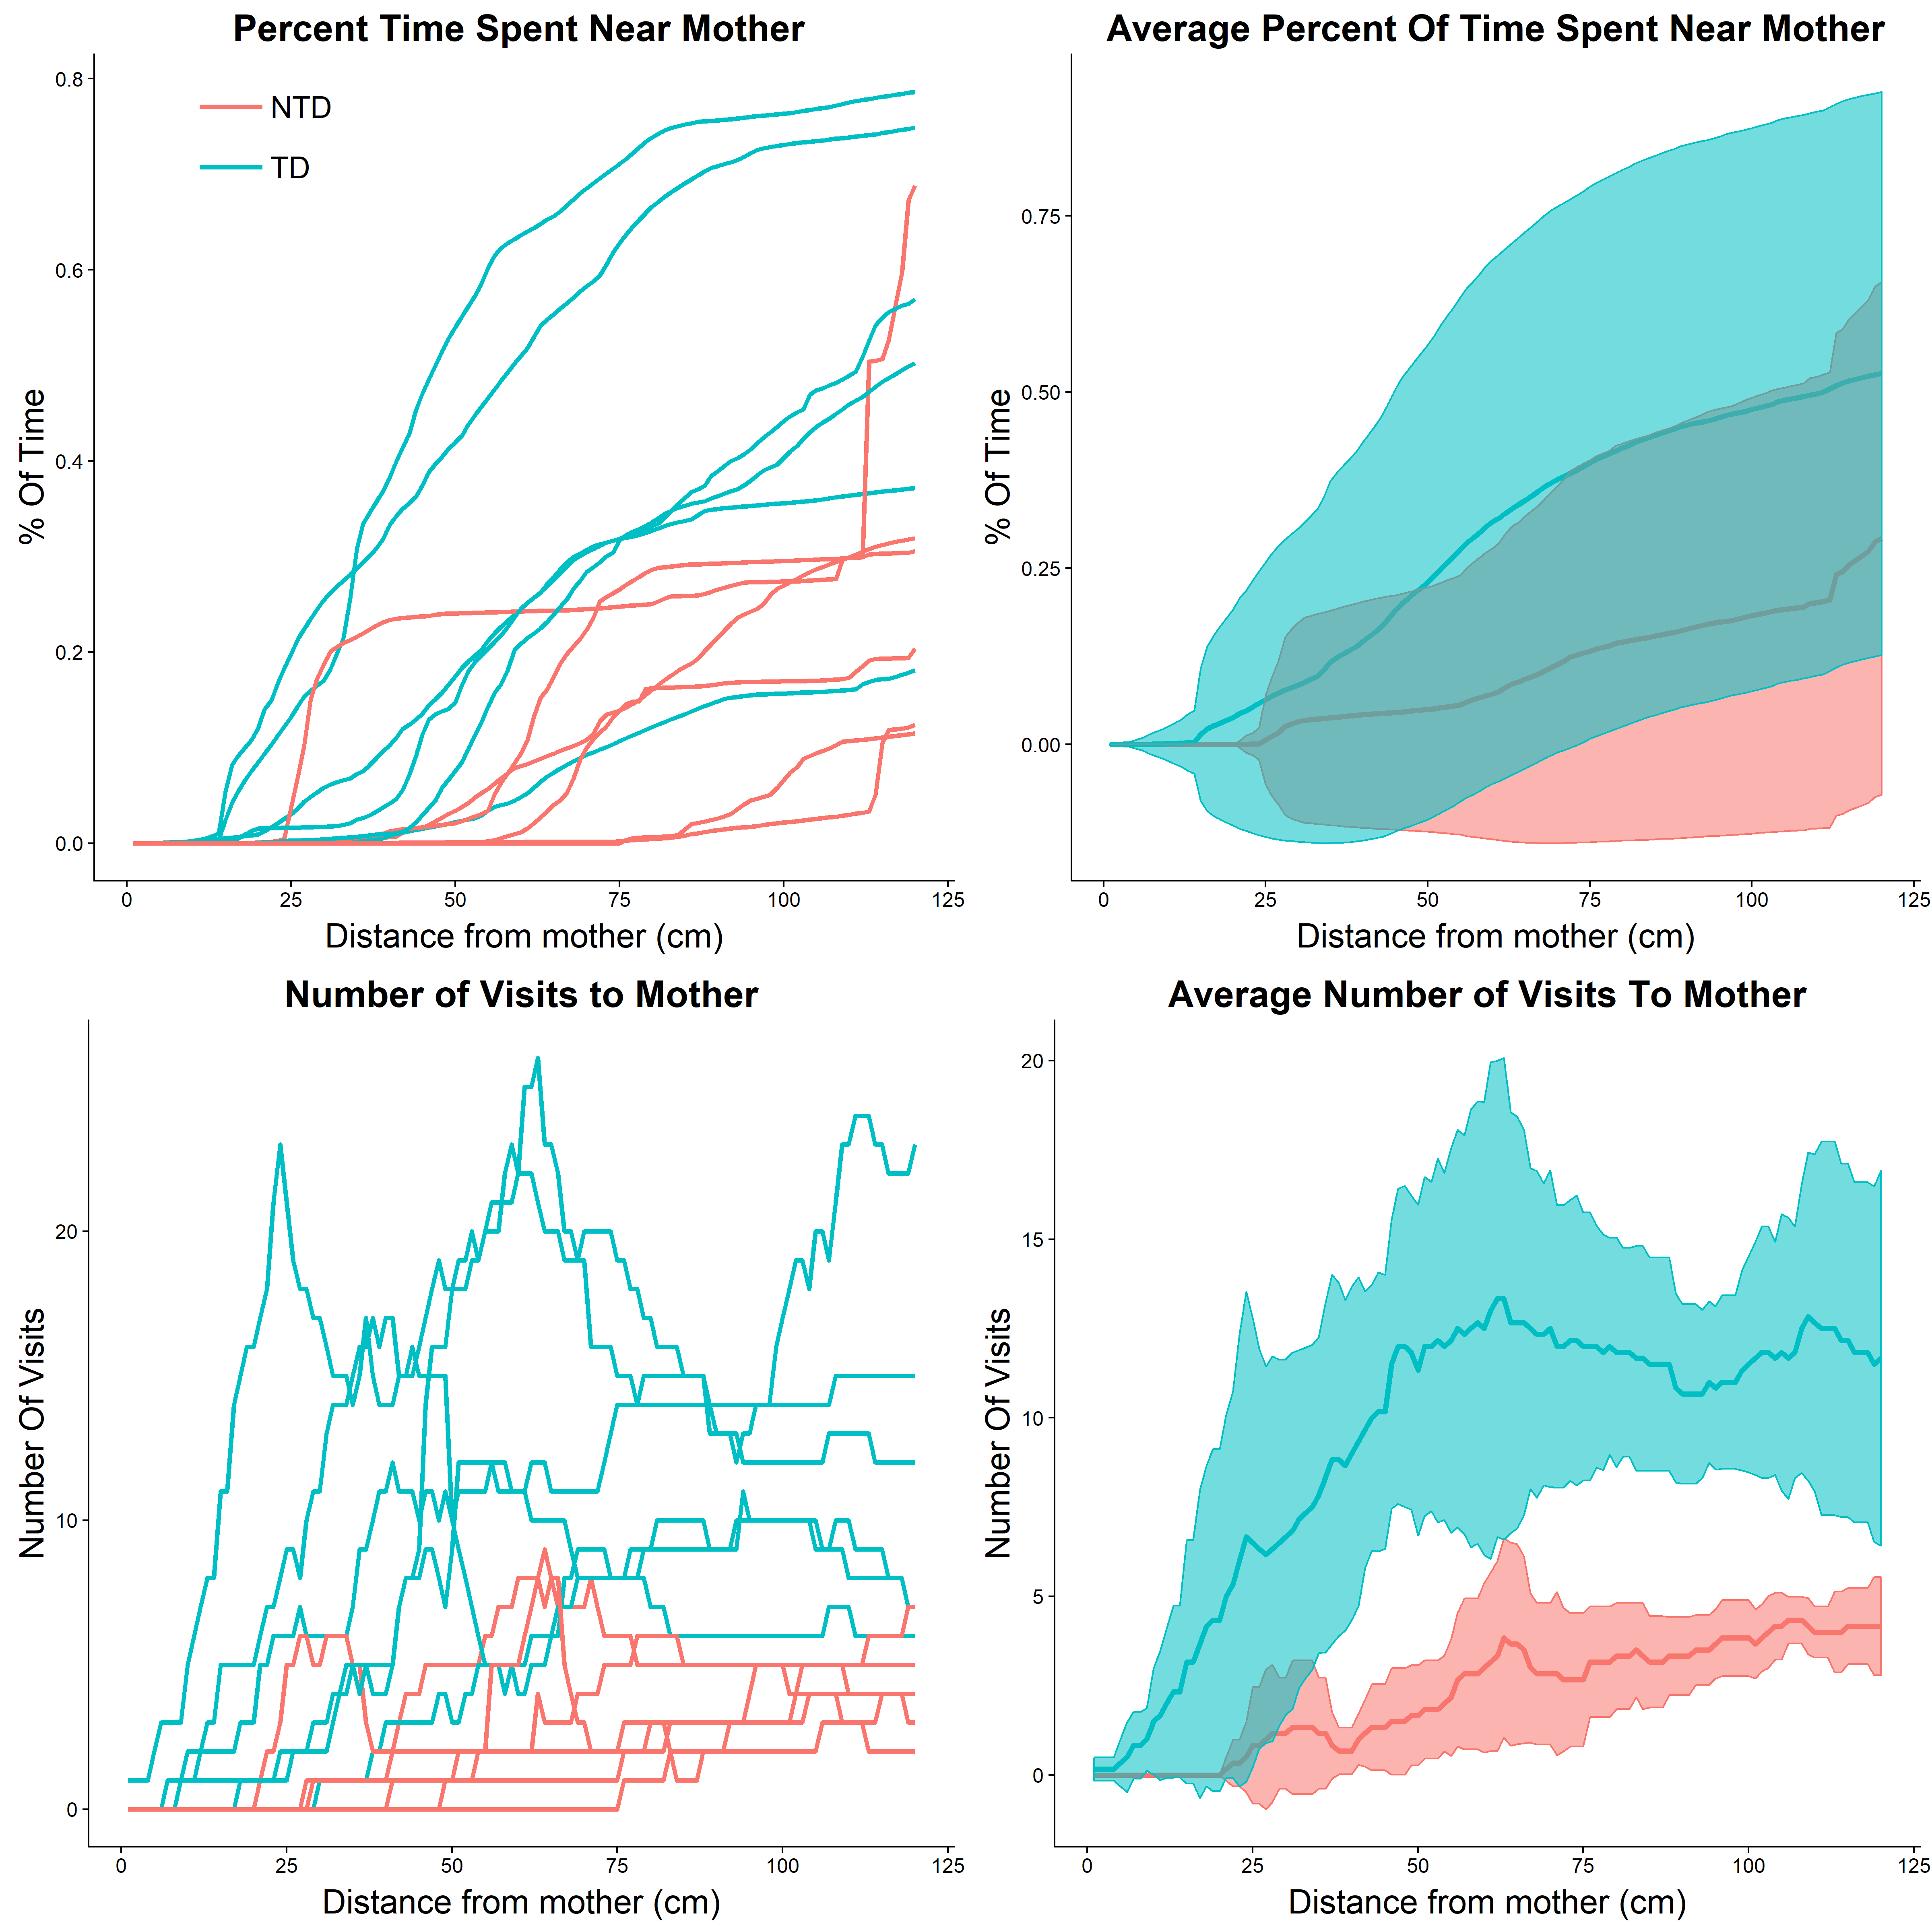 Percent Time Spent Near Mother
0.8
0.6
0.4
0.2
0.0
% Of Time
NTD
TD
0 25 50 75 100 125
Distance from mother (cm)
Average Percent Of Time Spent Near Mother
0.75
0.50
0.25
0.00
% Of Time
0 25 50 75 100 125
Distance from mother (cm)
Number of Visits to Mother
20
10
0
Number Of Visits
0 25 50 75 100 125
Distance from mother (cm)
Average Number of Visits To Mother
20
15
10
5
0
Number Of Visits
0 25 50 75 100 125
Distance from mother (cm)